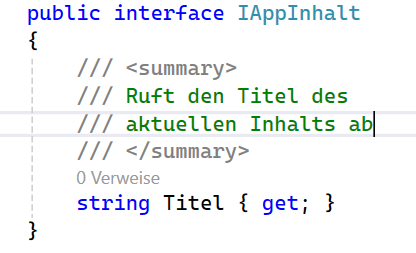 public interface IAppInhalt
{
/// <summary>
/// Ruft den Titel des
/// aktuellen Inhalts ab
/// </summary>
0 Verweise
string Titel { get; }
}